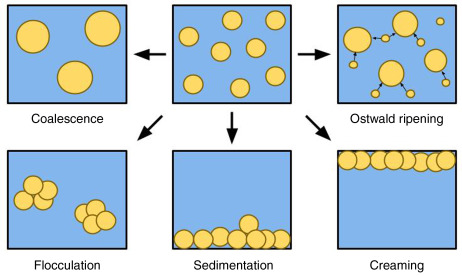 Coalescence
Ostwald ripening
Flocculation
Sedimentation
Creaming